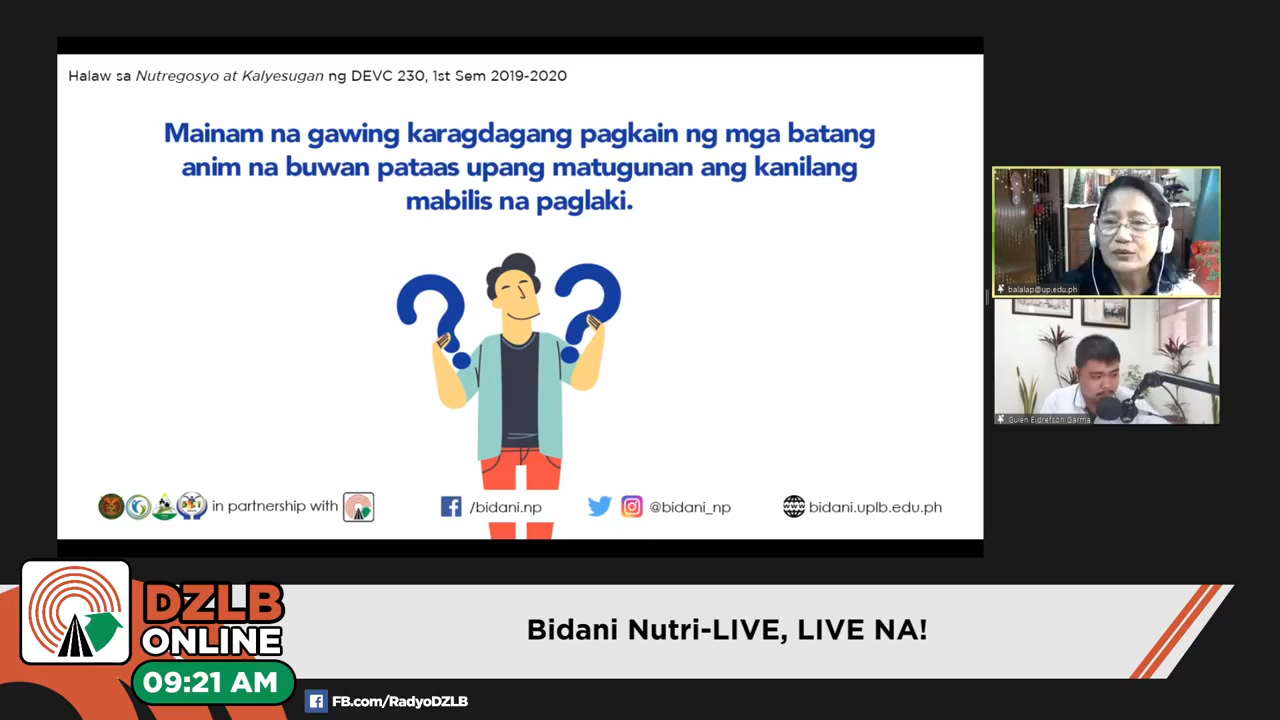 Halaw sa Nutregosyo at Kalyesugan ng DEVC 230, 1st Sem 2019-2020
Mainam na gawing karagdagang pagkain ng mga batang
anim na buwan pataas upang matugunan ang kanilang
mabilis na paglaki.
in partnership with
/bidani.np
@bidani_np
bidani.uplb.edu.ph
balalap@up.edu.ph
Gulen Eidrefson Garma
DZLB
ONLINE
09:21 AM
Bidani Nutri-LIVE, LIVE NA!
FB.com/RadyoDZLB